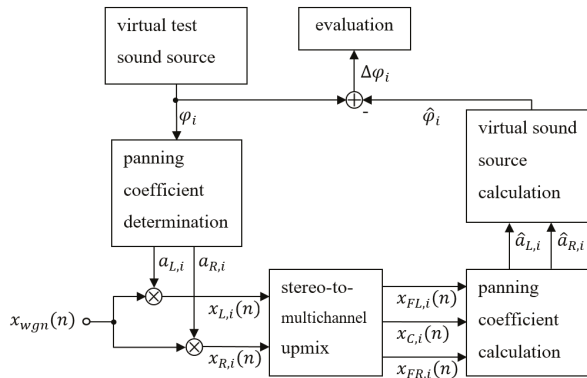 virtual test
sound source
evaluation
Δφ_i
-
φ_i
φ̂_i
panning
coefficient
determination
virtual sound
source
calculation
a_{L,i} a_{R,i}
â_{L,i} â_{R,i}
x_{wgn}(n)
x_{L,i}(n)
x_{R,i}(n)
stereo-to-
multichannel
upmix
x_{FL,i}(n)
x_{C,i}(n)
x_{FR,i}(n)
panning
coefficient
calculation